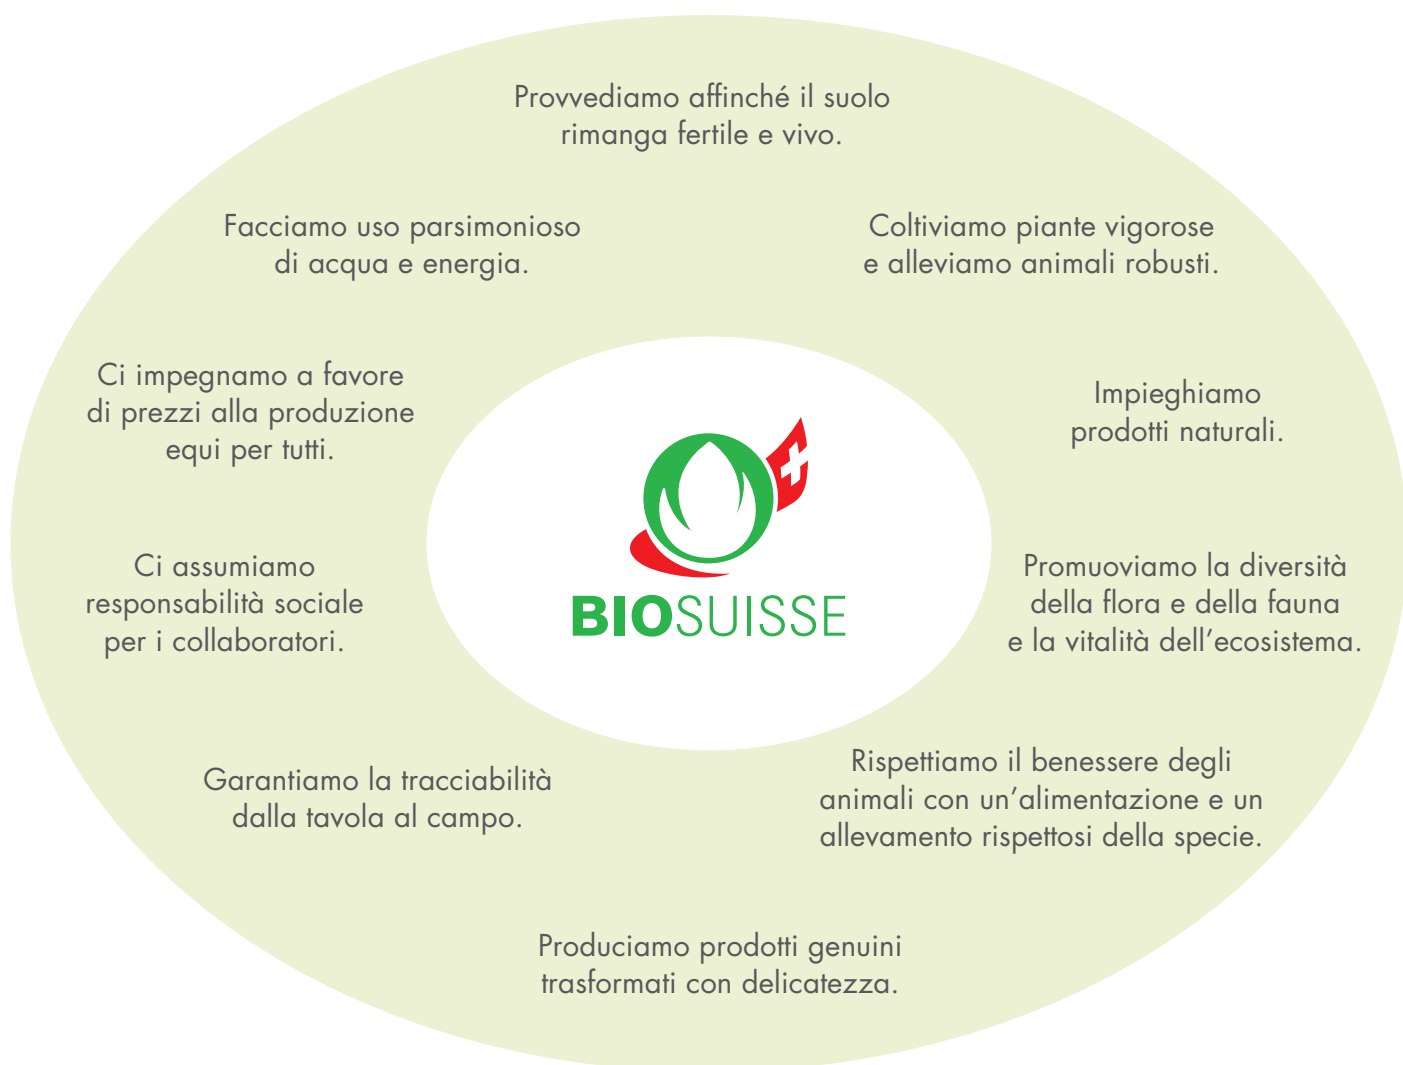 Provvediamo affinché il suolo
rimanga fertile e vivo.
Facciamo uso parsimonioso
di acqua e energia.
Coltiviamo piante vigorose
e alleviamo animali robusti.
Ci impegnamo a favore
di prezzi alla produzione
equi per tutti.
Impieghiamo
prodotti naturali.
Ci assumiamo
responsabilità sociale
per i collaboratori.
BIOSUISSE
Promuoviamo la diversità
della flora e della fauna
e la vitalità dell’ecosistema.
Garantiamo la tracciabilità
dalla tavola al campo.
Rispettiamo il benessere degli
animali con un’alimentazione e un
allevamento rispettosi della specie.
Produciamo prodotti genuini
trasformati con delicatezza.